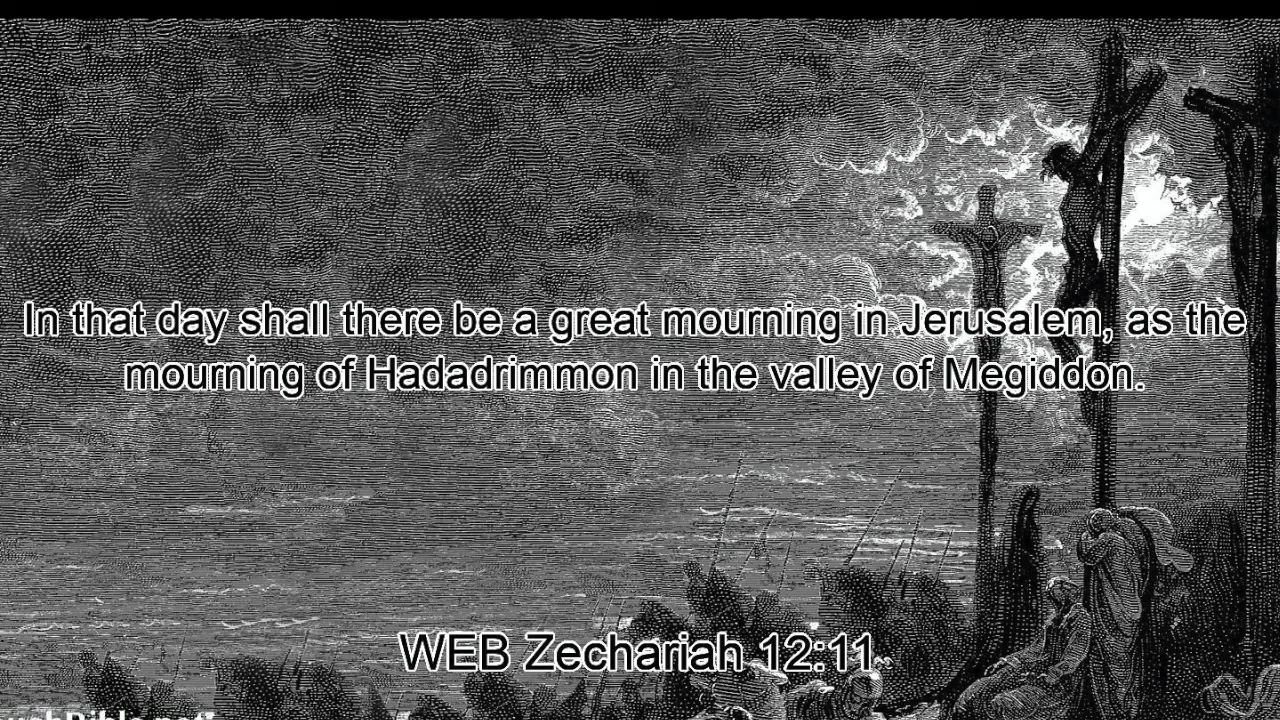 In that day shall there be a great mourning in Jerusalem, as the
mourning of Hadadrimmon in the valley of Megiddon.
WEB Zechariah 12:11